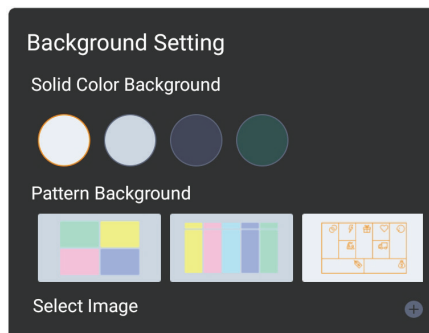 Background Setting
Solid Color Background
Pattern Background
Select Image